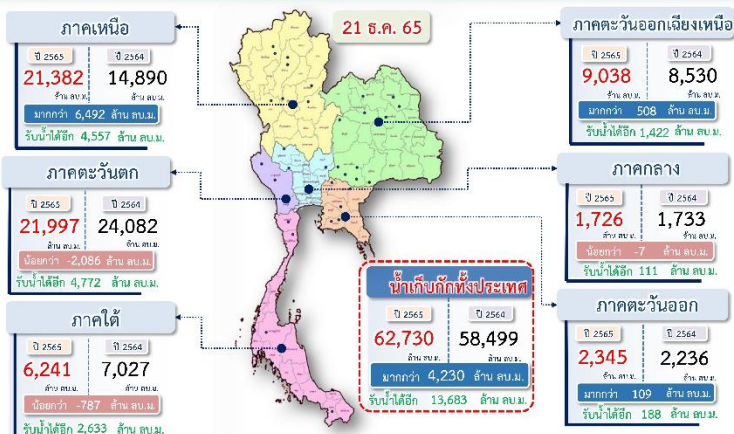 21 ธ.ค. 65
ภาคเหนือ
ปี 2565 ปี 2564
21,382 14,890
ล้าน ลบ.ม. ล้าน ลบ.ม.
มากกว่า 6,492 ล้าน ลบ.ม.
รับน้ำได้อีก 4,557 ล้าน ลบ.ม.
ภาคตะวันตก
ปี 2565 ปี 2564
21,997 24,082
ล้าน ลบ.ม. ล้าน ลบ.ม.
น้อยกว่า -2,086 ล้าน ลบ.ม.
รับน้ำได้อีก 4,772 ล้าน ลบ.ม.
ภาคใต้
ปี 2565 ปี 2564
6,241 7,027
ล้าน ลบ.ม. ล้าน ลบ.ม.
น้อยกว่า -787 ล้าน ลบ.ม.
รับน้ำได้อีก 2,633 ล้าน ลบ.ม.
น้ำเก็บกักทั้งประเทศ
ปี 2565 ปี 2564
62,730 58,499
ล้าน ลบ.ม. ล้าน ลบ.ม.
มากกว่า 4,230 ล้าน ลบ.ม.
รับน้ำได้อีก 13,683 ล้าน ลบ.ม.
ภาคตะวันออกเฉียงเหนือ
ปี 2565 ปี 2564
9,038 8,530
ล้าน ลบ.ม. ล้าน ลบ.ม.
มากกว่า 508 ล้าน ลบ.ม.
รับน้ำได้อีก 1,422 ล้าน ลบ.ม.
ภาคกลาง
ปี 2565 ปี 2564
1,726 1,733
ล้าน ลบ.ม. ล้าน ลบ.ม.
น้อยกว่า -7 ล้าน ลบ.ม.
รับน้ำได้อีก 111 ล้าน ลบ.ม.
ภาคตะวันออก
ปี 2565 ปี 2564
2,345 2,236
ล้าน ลบ.ม. ล้าน ลบ.ม.
มากกว่า 109 ล้าน ลบ.ม.
รับน้ำได้อีก 188 ล้าน ลบ.ม.